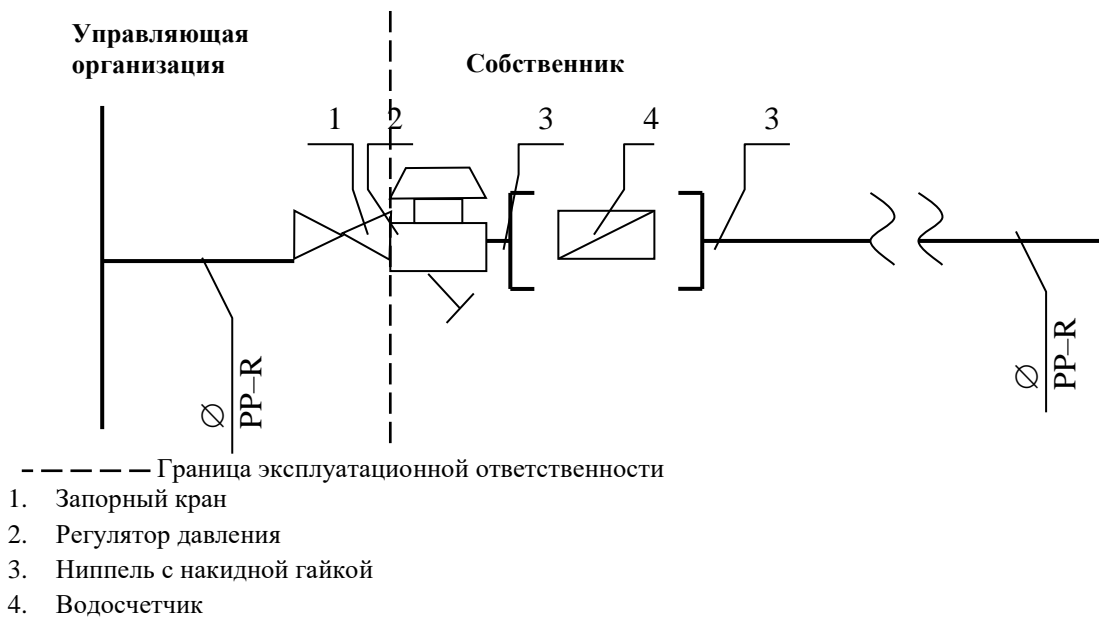 Управляющая
организация
Собственник
1 2 3 4 3
∅
PP–R
∅
PP–R
Граница эксплуатационной ответственности
1. Запорный кран
2. Регулятор давления
3. Ниппель с накидной гайкой
4. Водосчетчик